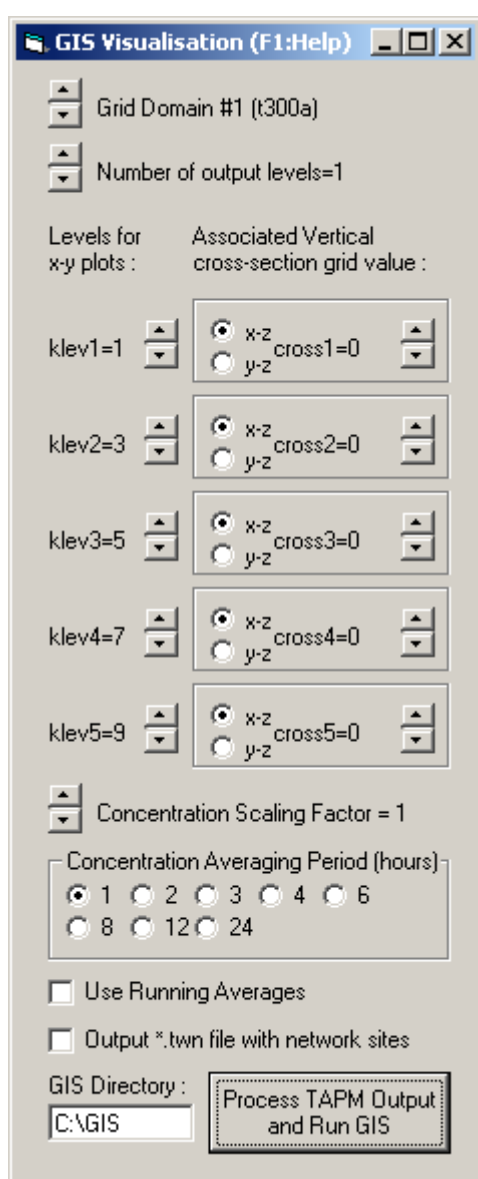 GIS Visualisation (F1:Help)
Grid Domain #1 (t300a)
Number of output levels=1
Levels for Associated Vertical
x-y plots : cross-section grid value :
klev1=1 x-z cross1=0
y-z
klev2=3 x-z cross2=0
y-z
klev3=5 x-z cross3=0
y-z
klev4=7 x-z cross4=0
y-z
klev5=9 x-z cross5=0
y-z
Concentration Scaling Factor = 1
Concentration Averaging Period (hours)
1 2 3 4 6
8 12 24
Use Running Averages
Output *.twn file with network sites
GIS Directory :
C:\GIS
Process TAPM Output
and Run GIS